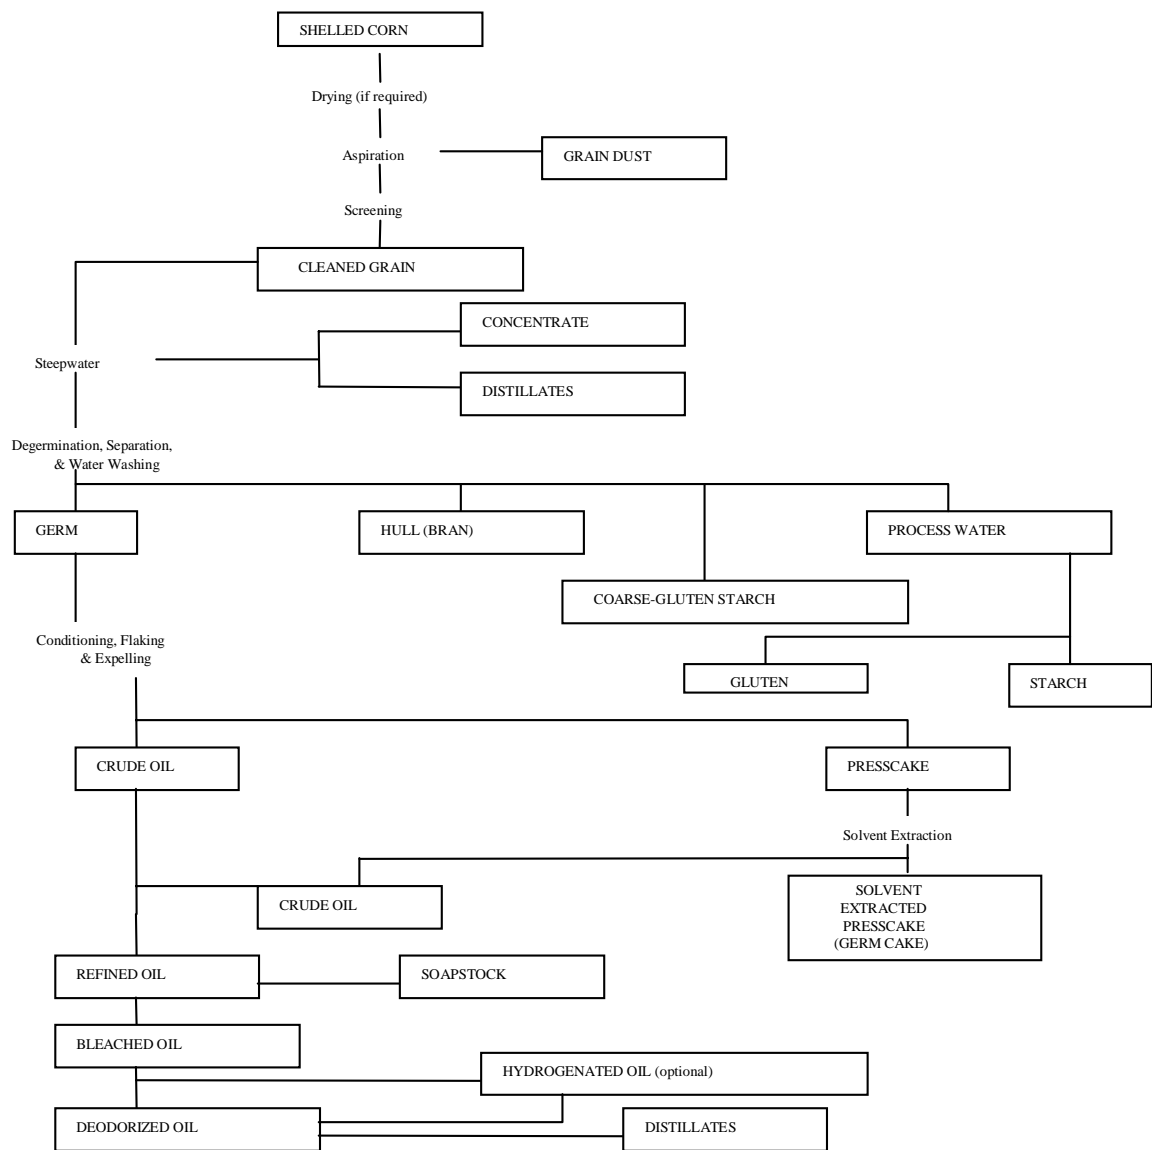 SHELLED CORN
Drying (if required)
Aspiration
GRAIN DUST
Screening
CLEANED GRAIN
CONCENTRATE
Steepwater
DISTILLATES
Degermination, Separation,
& Water Washing
GERM
HULL (BRAN)
PROCESS WATER
COARSE-GLUTEN STARCH
Conditioning, Flaking
& Expelling
GLUTEN
STARCH
CRUDE OIL
PRESSCAKE
Solvent Extraction
CRUDE OIL
SOLVENT
EXTRACTED
PRESSCAKE
(GERM CAKE)
REFINED OIL
SOAPSTOCK
BLEACHED OIL
HYDROGENATED OIL (optional)
DEODORIZED OIL
DISTILLATES